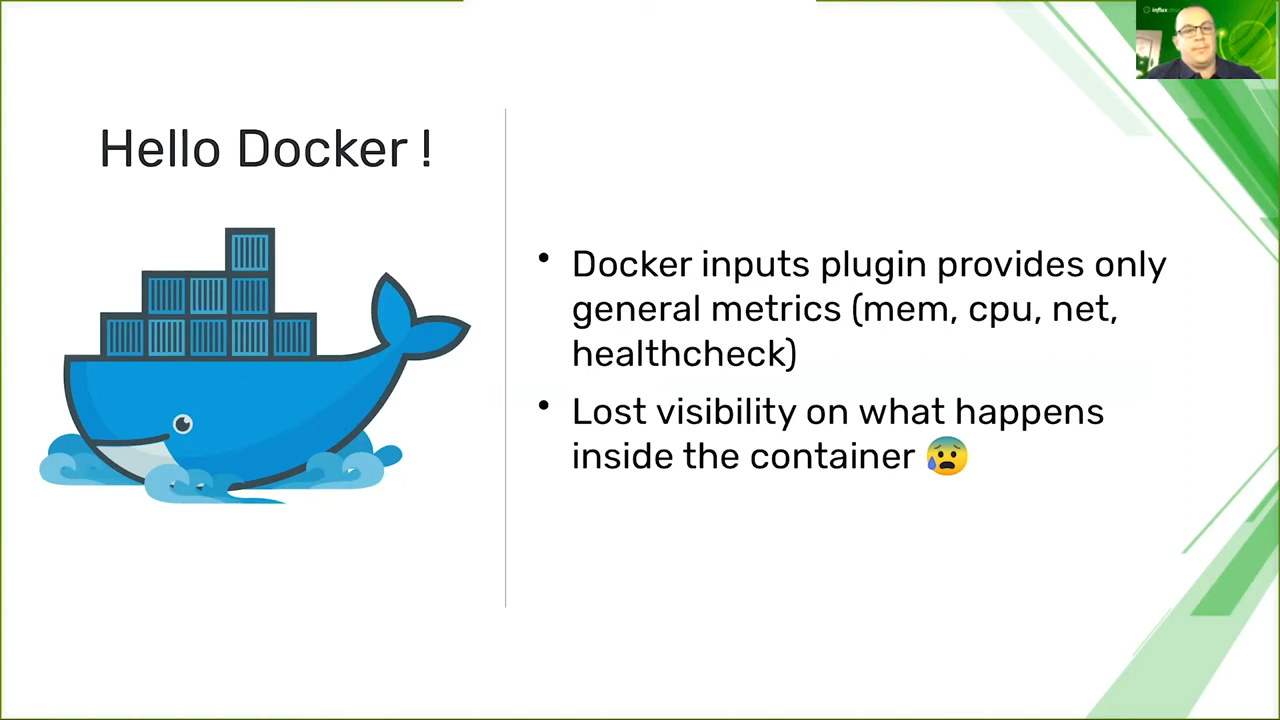 influx
Hello Docker !
• Docker inputs plugin provides only
general metrics (mem, cpu, net,
healthcheck)
• Lost visibility on what happens
inside the container 😰